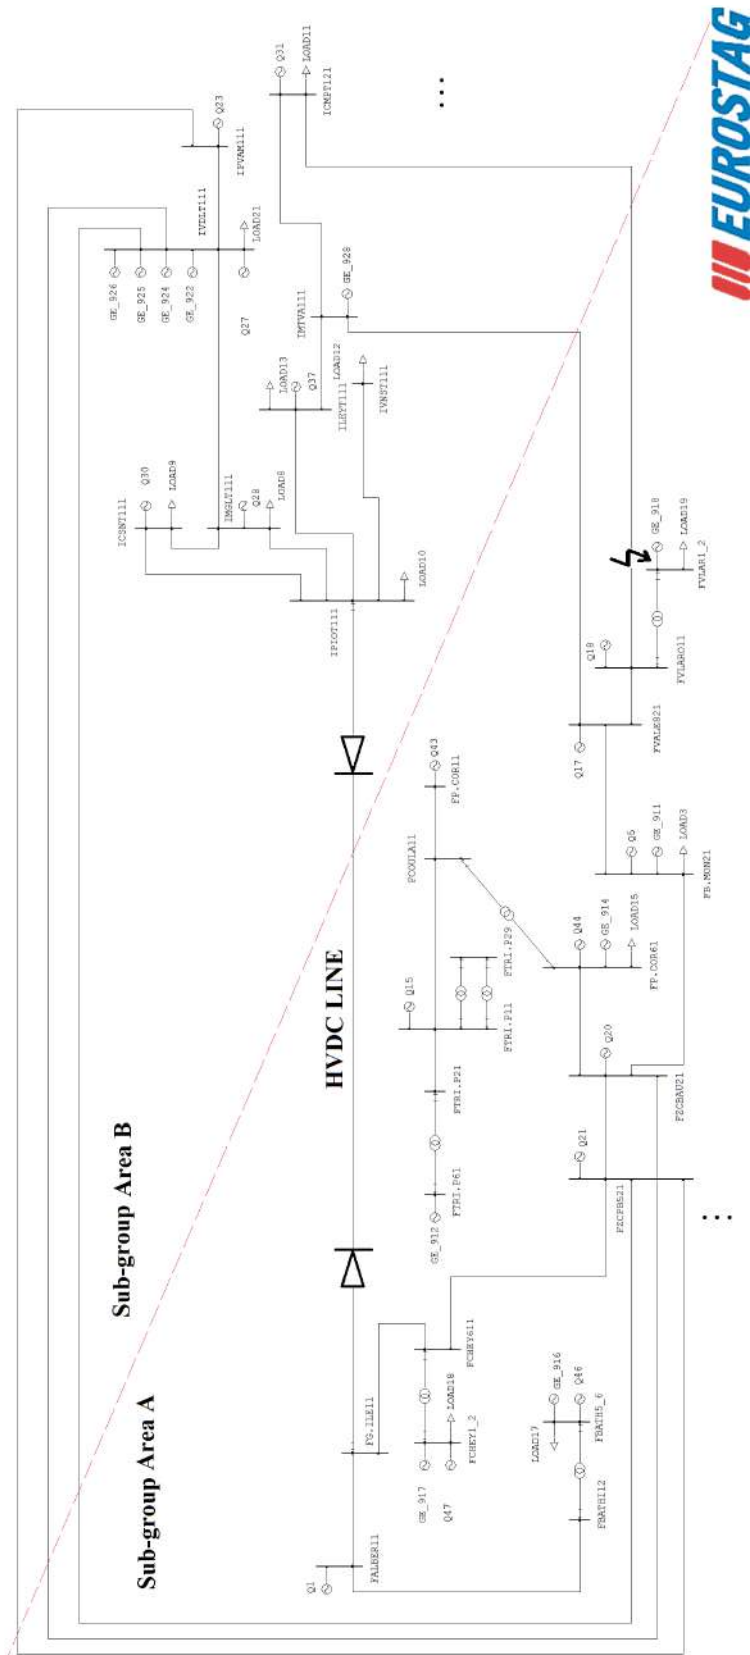 EUROSTAG
Sub-group Area A
Sub-group Area B
HVDC LINE
Q31
LOAD11
ICMPT121
Q23
IPVAM111
IVDLT111
LOAD21
GE_926
GE_925
GE_924
GE_922
Q27
GE_928
IMTVA111
LOAD13
Q37
LOAD12
ILEYT111
IVNST111
Q30
LOAD9
ICSNT111
IMGLT111
Q28
LOAD8
LOAD10
IPIOT111
GE_918
LOAD19
FVLAR1_2
Q18
FVLARO11
FVALE821
Q17
Q43
FP.COR11
FCOULA11
Q5
GE_911
LOAD3
FB.MON21
Q44
GE_914
LOAD15
FP.COR61
FTRI.P29
Q15
FTRI.P11
FTRI.P21
FTRI.P61
GE_912
Q20
FZCBAU21
Q21
FZCPB521
...
...
FCHEY611
FG.ILE11
LOAD18
FCHEY1_2
GE_917
Q47
GE_916
Q46
LOAD17
FBATH5_6
FBATHI12
FALBER11
Q1